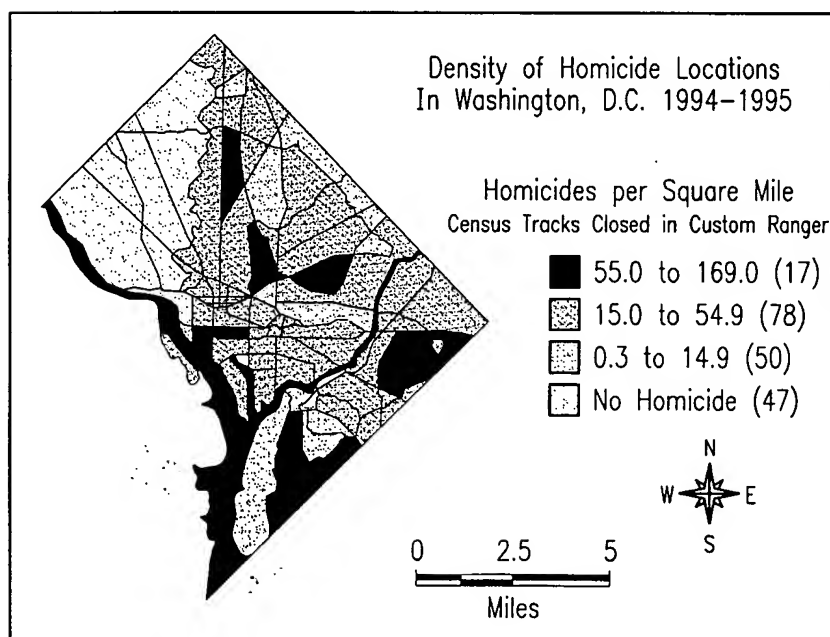 Density of Homicide Locations
In Washington, D.C. 1994-1995
Homicides per Square Mile
Census Tracks Closed in Custom Ranger
55.0 to 169.0 (17)
15.0 to 54.9 (78)
0.3 to 14.9 (50)
No Homicide (47)
N
W E
S
0 2.5 5
Miles